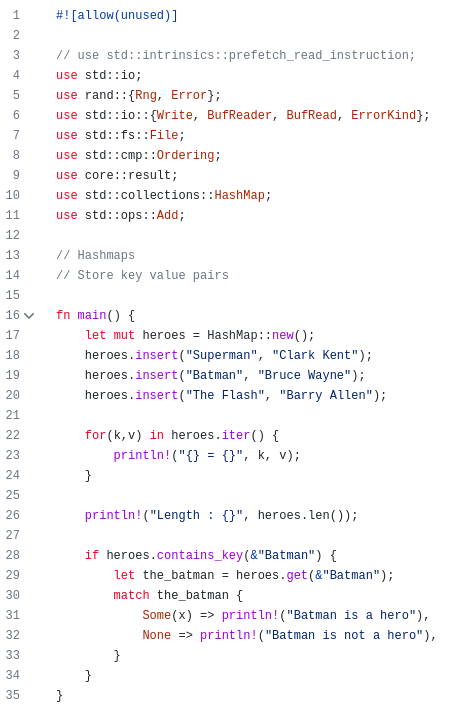 1 #![allow(unused)]
2
3 // use std::intrinsics::prefetch_read_instruction;
4 use std::io;
5 use rand::{Rng, Error};
6 use std::io::{Write, BufReader, BufRead, ErrorKind};
7 use std::fs::File;
8 use std::cmp::Ordering;
9 use core::result;
10 use std::collections::HashMap;
11 use std::ops::Add;
12
13 // Hashmaps
14 // Store key value pairs
15
16 fn main() {
17     let mut heroes = HashMap::new();
18     heroes.insert("Superman", "Clark Kent");
19     heroes.insert("Batman", "Bruce Wayne");
20     heroes.insert("The Flash", "Barry Allen");
21
22     for(k,v) in heroes.iter() {
23         println!("{} = {}", k, v);
24     }
25
26     println!("Length : {}", heroes.len());
27
28     if heroes.contains_key(&"Batman") {
29         let the_batman = heroes.get(&"Batman");
30         match the_batman {
31             Some(x) => println!("Batman is a hero"),
32             None => println!("Batman is not a hero"),
33         }
34     }
35 }